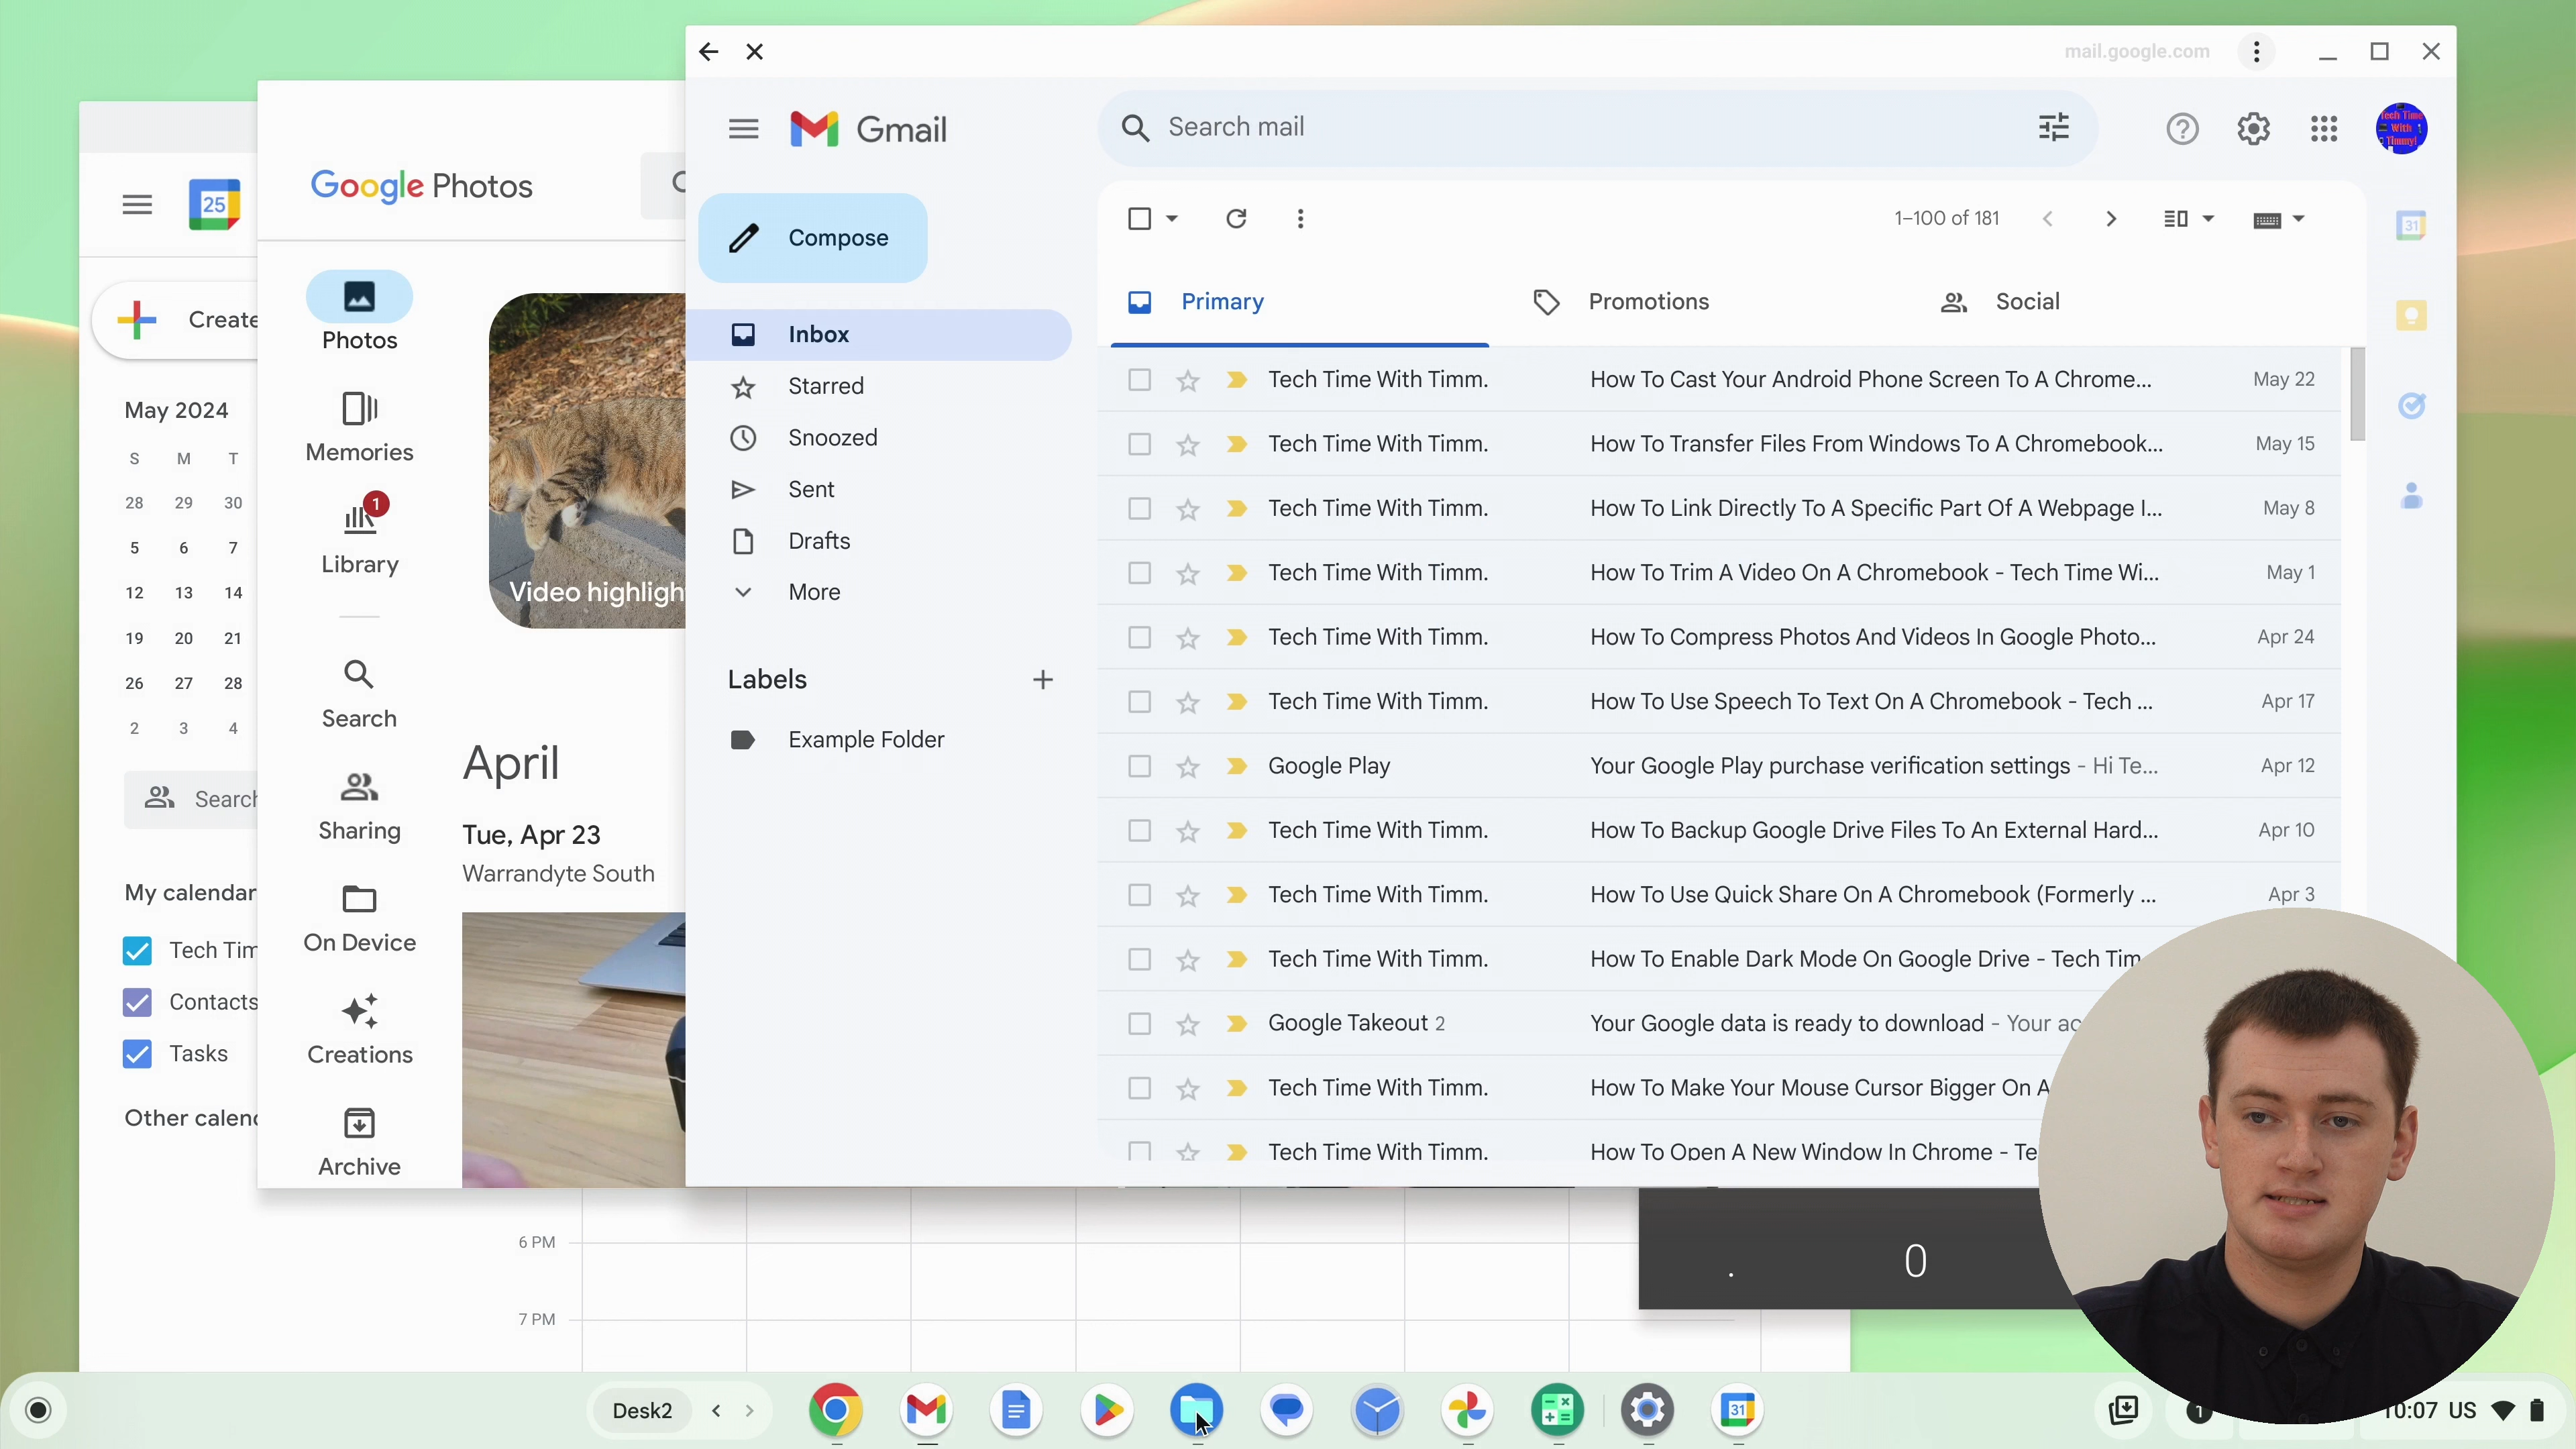 mail.google.com
Gmail
Search mail
Tech Time
With
Timmy!
25
Google Photos
Create
Compose
1–100 of 181
31
Primary
Promotions
Social
Photos
Inbox
Starred
Snoozed
Sent
Drafts
More
Labels
Example Folder
Memories
1
Library
Search
Sharing
On Device
Creations
Archive
May 2024
S M T
28 29 30
5 6 7
12 13 14
19 20 21
26 27 28
2 3 4
Search
My calendar
Tech Tim
Contacts
Tasks
Other calend
Video highligh
April
Tue, Apr 23
Warrandyte South
Tech Time With Timm. How To Cast Your Android Phone Screen To A Chrome... May 22
Tech Time With Timm. How To Transfer Files From Windows To A Chromebook... May 15
Tech Time With Timm. How To Link Directly To A Specific Part Of A Webpage I... May 8
Tech Time With Timm. How To Trim A Video On A Chromebook - Tech Time Wi... May 1
Tech Time With Timm. How To Compress Photos And Videos In Google Photo... Apr 24
Tech Time With Timm. How To Use Speech To Text On A Chromebook - Tech ... Apr 17
Google Play Your Google Play purchase verification settings - Hi Te... Apr 12
Tech Time With Timm. How To Backup Google Drive Files To An External Hard... Apr 10
Tech Time With Timm. How To Use Quick Share On A Chromebook (Formerly ... Apr 3
Tech Time With Timm. How To Enable Dark Mode On Google Drive - Tech Tim
Google Takeout 2 Your Google data is ready to download - Your ac
Tech Time With Timm. How To Make Your Mouse Cursor Bigger On A
Tech Time With Timm. How To Open A New Window In Chrome - Te
6 PM
7 PM
. 0
Desk2
31
1
10:07 US